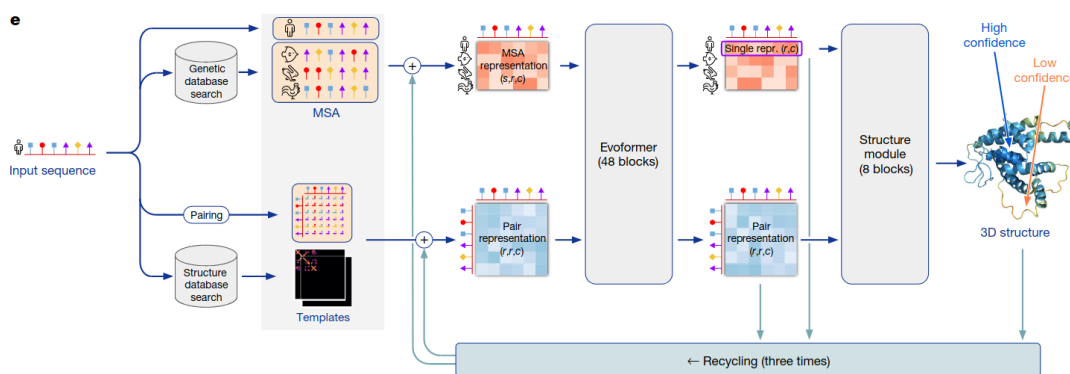 e
Input sequence
Genetic
database
search
MSA
Pairing
Structure
database
search
Templates
+
+
MSA
representation
(s,r,c)
Pair
representation
(r,r,c)
Evoformer
(48 blocks)
Single repr. (r,c)
Pair
representation
(r,r,c)
Structure
module
(8 blocks)
High
confidence
Low
confidence
3D structure
← Recycling (three times)